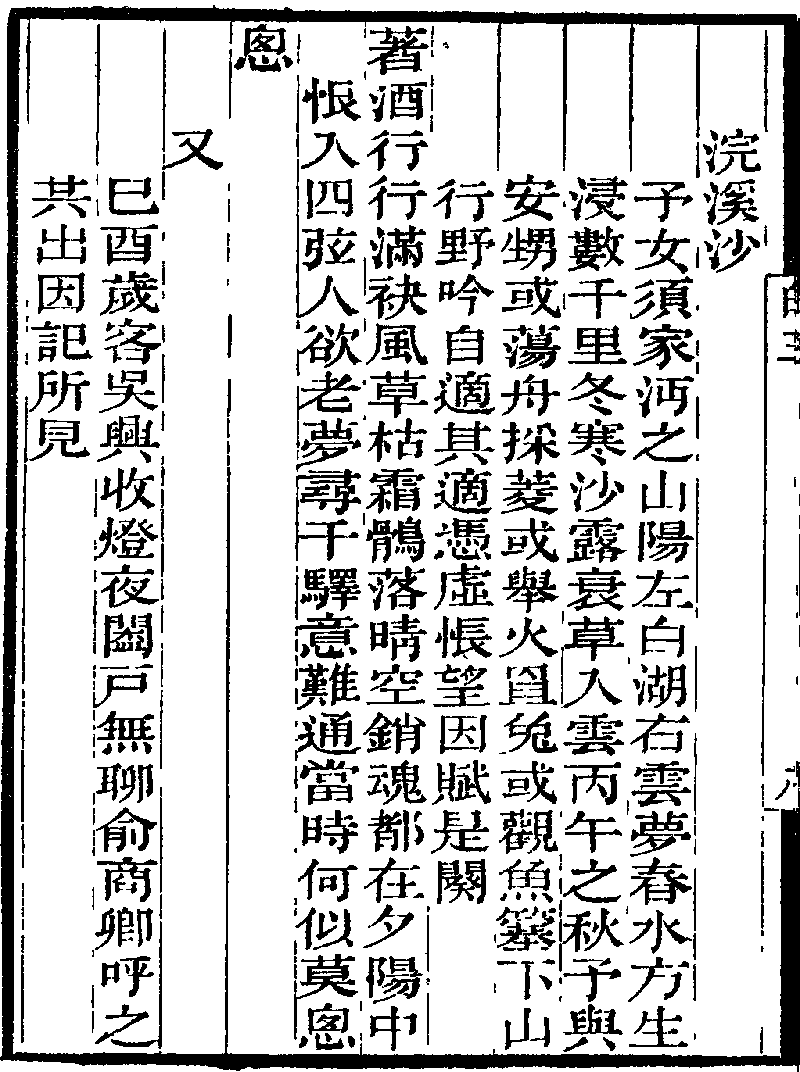 浣溪沙
予女須家沔之山陽左白湖右雲夢春水方生
浸數千里冬寒沙露衰草入雲丙午之秋予與
安甥或蕩舟採菱或舉火罝兔或觀魚簺下山
行野吟自適其適憑虛悵望因賦是闋
著酒行行滿袂風草枯霜鶻落晴空銷魂都在夕陽中
恨入四弦人欲老夢尋千驛意難通當時何似莫悤
悤
又
巳酉歲客吳興收燈夜闔戶無聊俞商卿呼之
共出因記所見